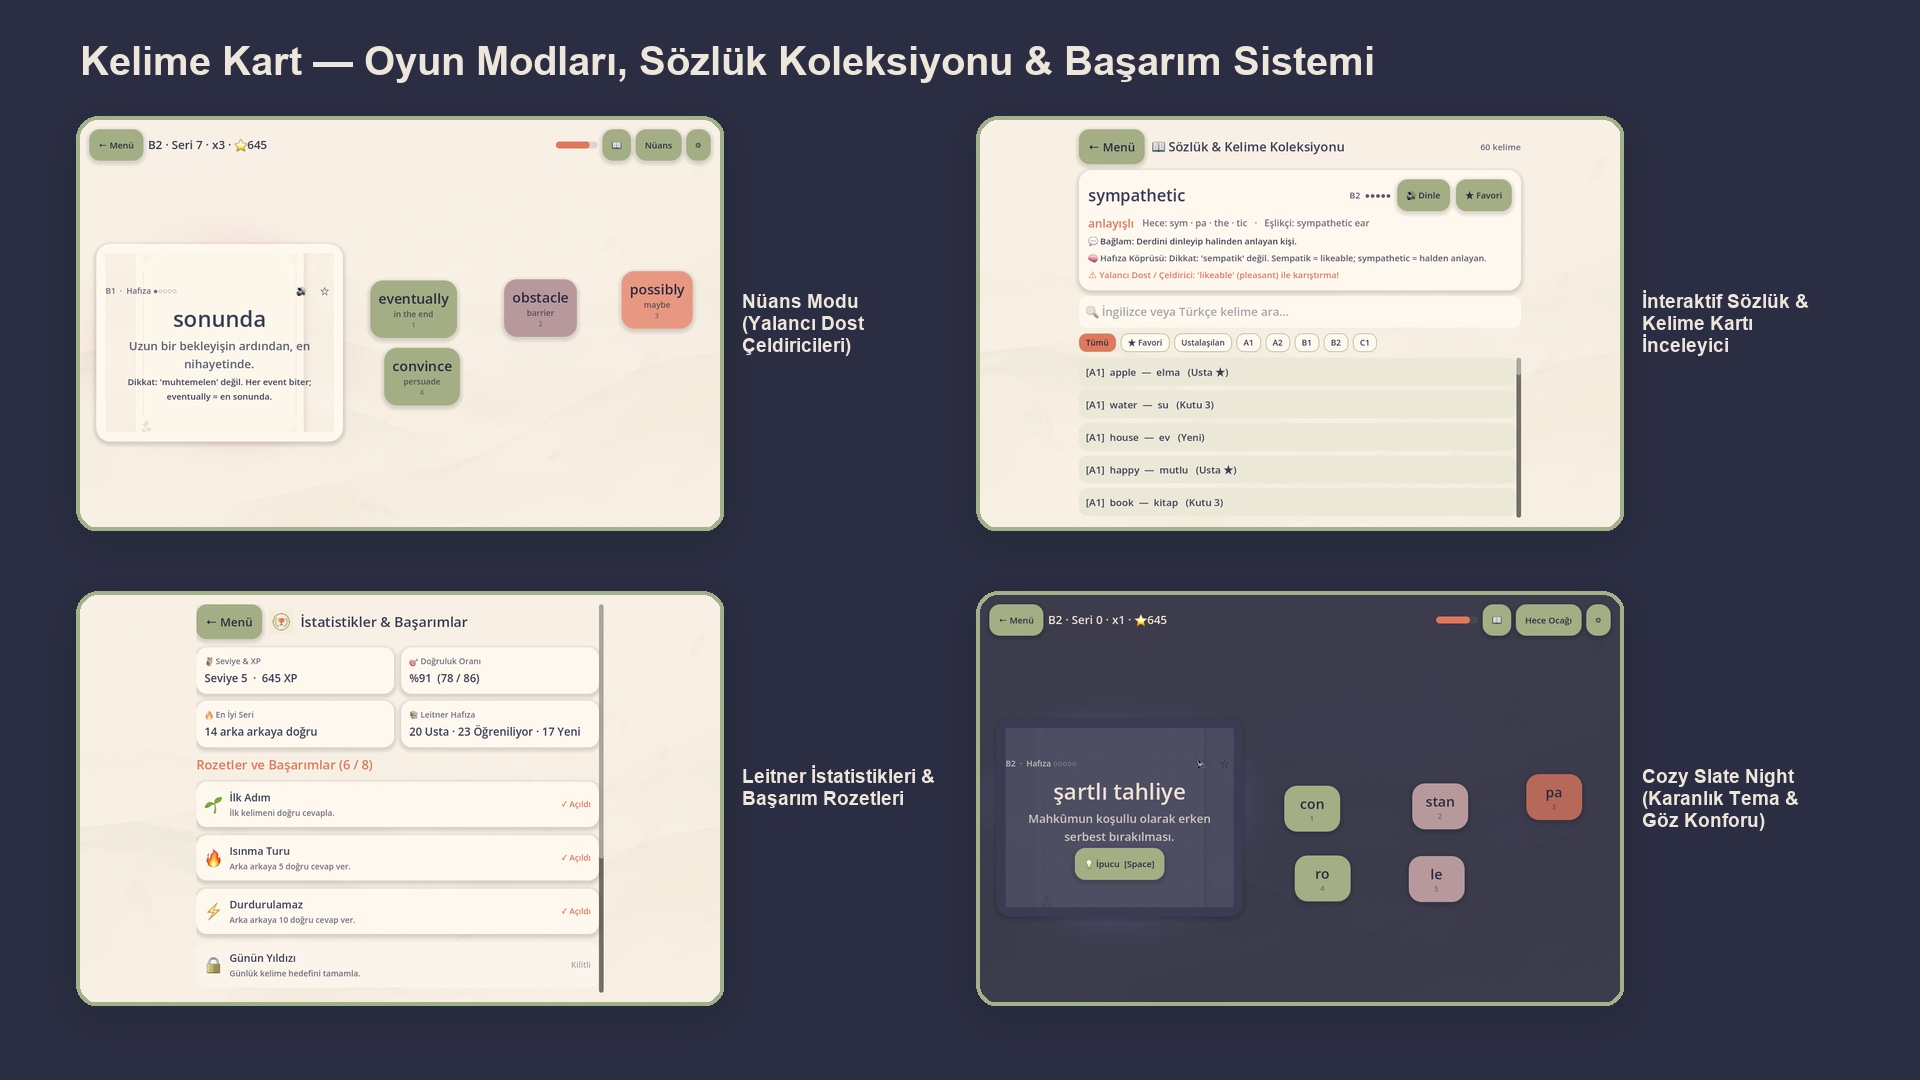 Kelime Kart — Oyun Modları, Sözlük Koleksiyonu & Başarım Sistemi
← Menü
B2 · Seri 7 · x3 · ⭐645
Nüans
B1 · Hafıza ●○○○○
☆
sonunda
Uzun bir bekleyişin ardından, en
nihayetinde.
Dikkat: 'muhtemelen' değil. Her event biter;
eventually = en sonunda.
eventually
in the end
1
obstacle
barrier
2
possibly
maybe
3
convince
persuade
4
Nüans Modu
(Yalancı Dost
Çeldiricileri)
← Menü
📖 Sözlük & Kelime Koleksiyonu
60 kelime
sympathetic
B2 ●●●●●
🔊 Dinle
★ Favori
anlayışlı
Hece: sym · pa · the · tic · Eşlikçi: sympathetic ear
💬 Bağlam: Derdini dinleyip halinden anlayan kişi.
🧠 Hafıza Köprüsü: Dikkat: 'sempatik' değil. Sempatik = likeable; sympathetic = halden anlayan.
⚠ Yalancı Dost / Çeldirici: 'likeable' (pleasant) ile karıştırma!
🔍 İngilizce veya Türkçe kelime ara...
Tümü
★ Favori
Ustalaşılan
A1
A2
B1
B2
C1
[A1] apple — elma (Usta ★)
[A1] water — su (Kutu 3)
[A1] house — ev (Yeni)
[A1] happy — mutlu (Usta ★)
[A1] book — kitap (Kutu 3)
İnteraktif Sözlük &
Kelime Kartı
İnceleyici
← Menü
İstatistikler & Başarımlar
Seviye & XP
Seviye 5 · 645 XP
🎯 Doğruluk Oranı
%91 (78 / 86)
🔥 En İyi Seri
14 arka arkaya doğru
Leitner Hafıza
20 Usta · 23 Öğreniliyor · 17 Yeni
Rozetler ve Başarımlar (6 / 8)
İlk Adım
İlk kelimeni doğru cevapla.
✓ Açıldı
Isınma Turu
Arka arkaya 5 doğru cevap ver.
✓ Açıldı
Durdurulamaz
Arka arkaya 10 doğru cevap ver.
✓ Açıldı
Günün Yıldızı
Günlük kelime hedefini tamamla.
Kilitli
Leitner İstatistikleri &
Başarım Rozetleri
← Menü
B2 · Seri 0 · x1 · ⭐645
Hece Ocağı
B2 · Hafıza ○○○○○
☆
şartlı tahliye
Mahkûmun koşullu olarak erken
serbest bırakılması.
💡 İpucu [Space]
con
1
stan
2
pa
3
ro
4
le
5
Cozy Slate Night
(Karanlık Tema &
Göz Konforu)